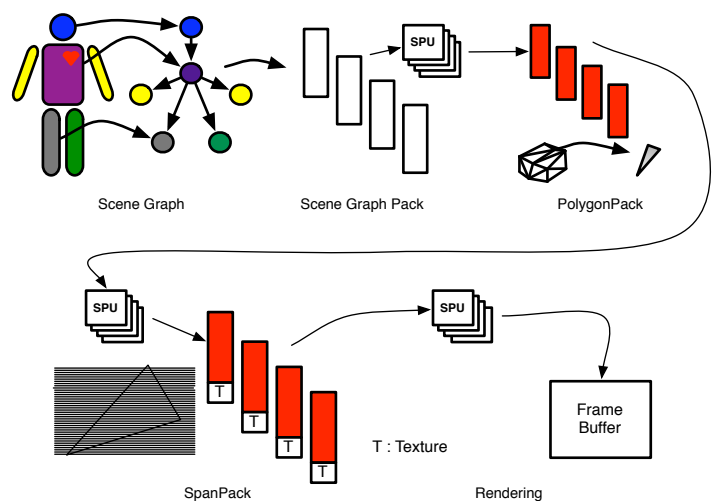 SPU
Scene Graph
Scene Graph Pack
PolygonPack
SPU
SPU
T
T
T
T
T : Texture
Frame
Buffer
SpanPack
Rendering